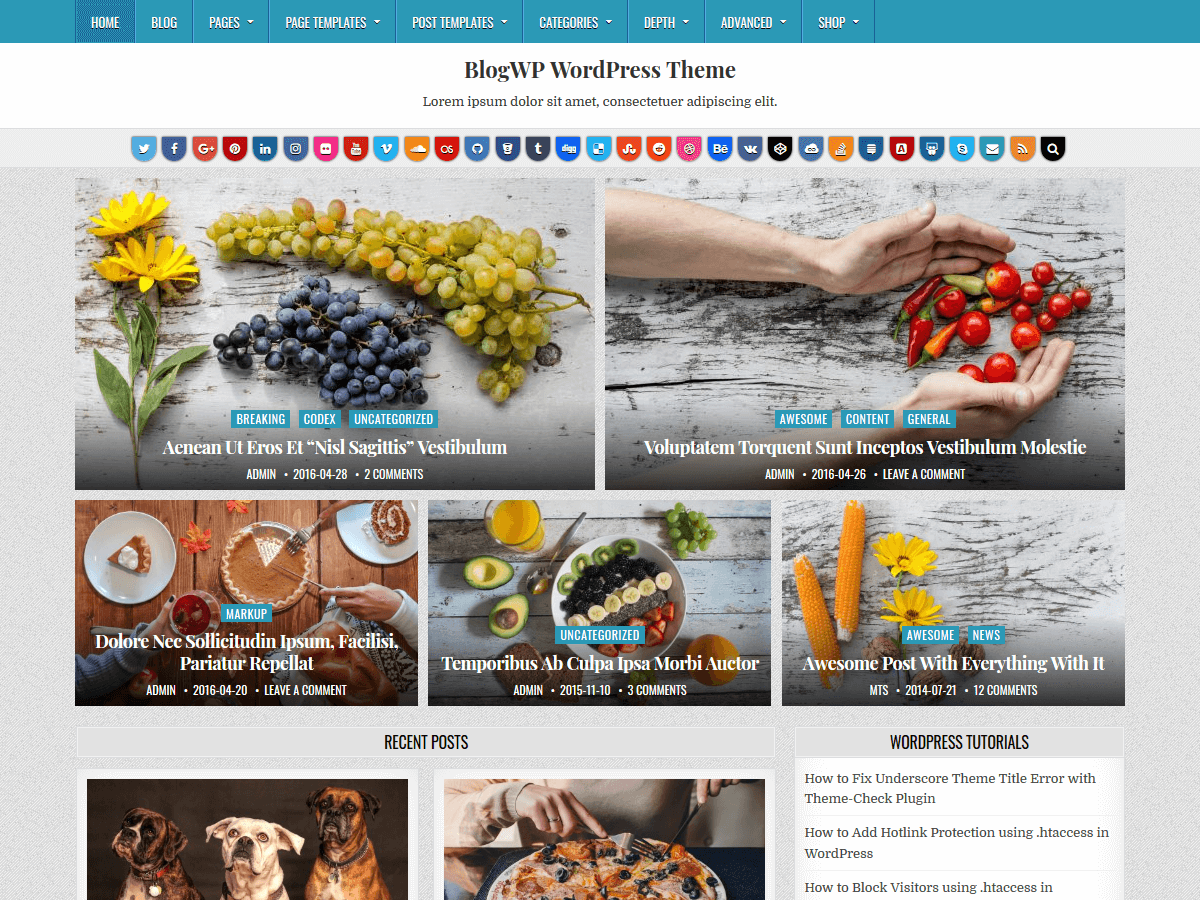 HOME BLOG PAGES PAGE TEMPLATES POST TEMPLATES CATEGORIES DEPTH ADVANCED SHOP
BlogWP WordPress Theme
Lorem ipsum dolor sit amet, consectetuer adipiscing elit.
BREAKING CODEX UNCATEGORIZED
Aenean Ut Eros Et “Nisl Sagittis” Vestibulum
ADMIN • 2016-04-28 • 2 COMMENTS
AWESOME CONTENT GENERAL
Voluptatem Torquent Sunt Inceptos Vestibulum Molestie
ADMIN • 2016-04-26 • LEAVE A COMMENT
MARKUP
Dolore Nec Sollicitudin Ipsum, Facilisi,
Pariatur Repellat
ADMIN • 2016-04-20 • LEAVE A COMMENT
UNCATEGORIZED
Temporibus Ab Culpa Ipsa Morbi Auctor
ADMIN • 2015-11-10 • 3 COMMENTS
AWESOME NEWS
Awesome Post With Everything With It
MTS • 2014-07-21 • 12 COMMENTS
RECENT POSTS
WORDPRESS TUTORIALS
How to Fix Underscore Theme Title Error with
Theme-Check Plugin
How to Add Hotlink Protection using .htaccess in
WordPress
How to Block Visitors using .htaccess in